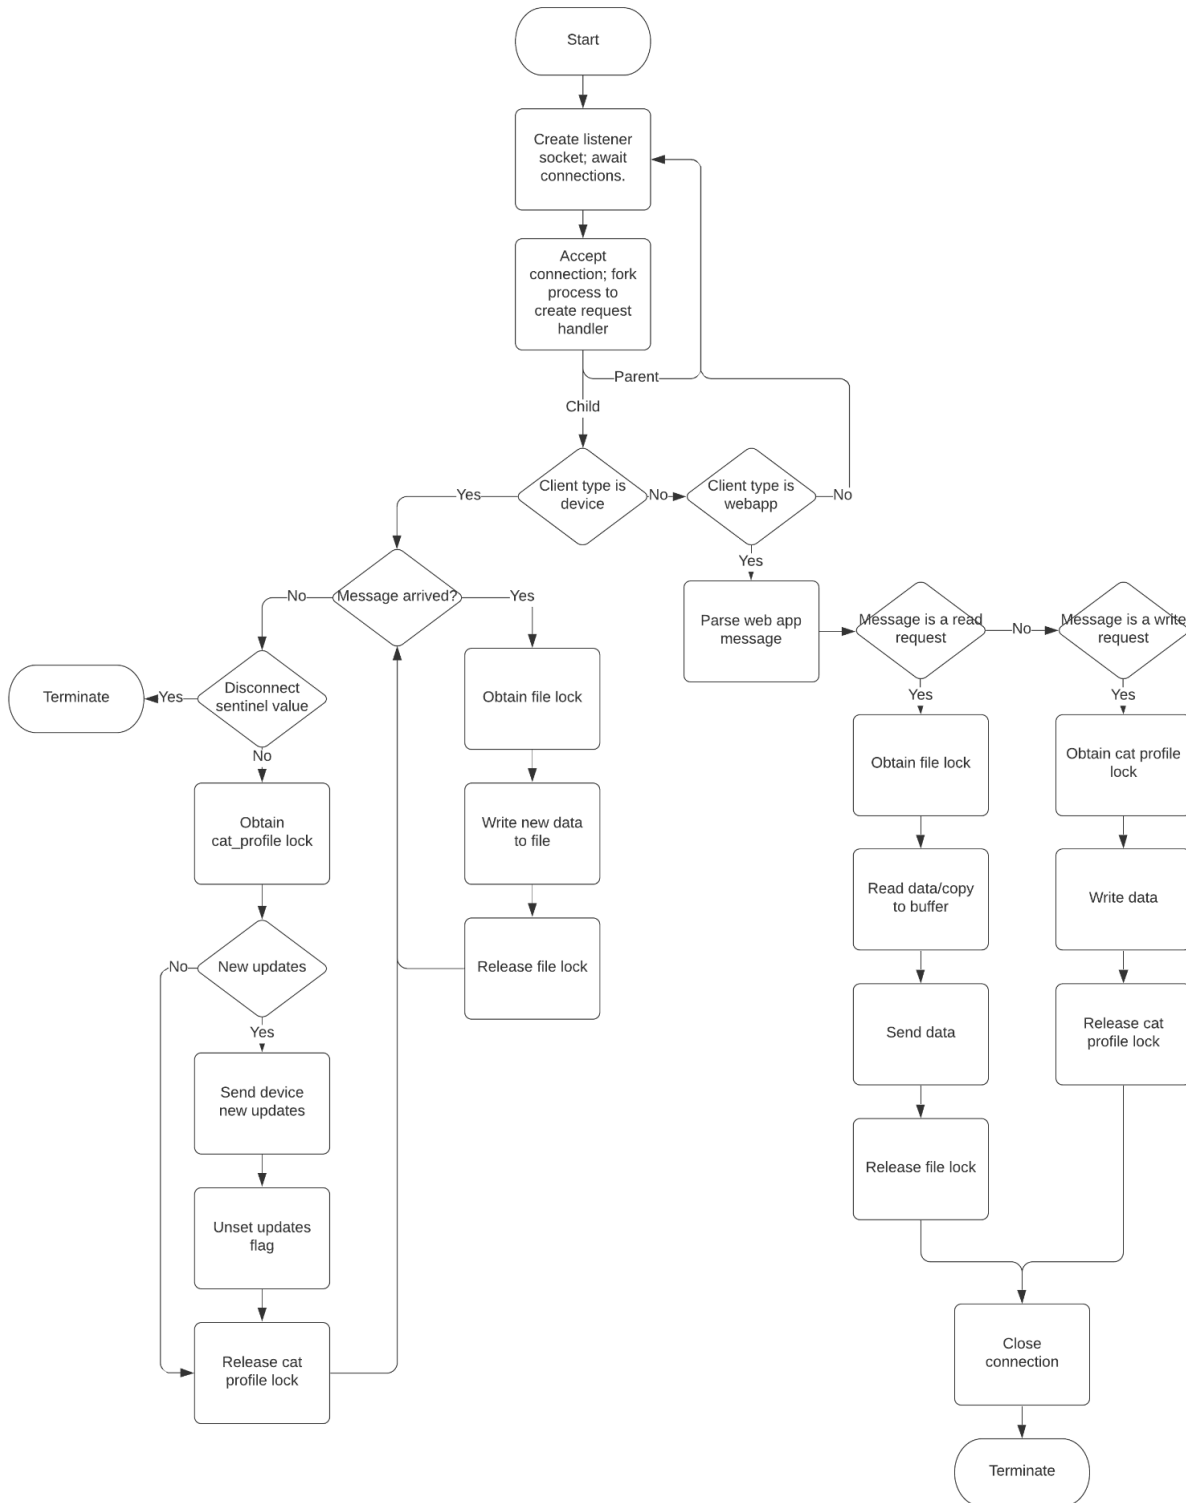 Start
Create listener
socket; await
connections.
Accept
connection; fork
process to
create request
handler
Parent
Child
Client type is
device
Yes
No
Client type is
webapp
No
Yes
Message arrived?
No
Yes
Parse web app
message
Message is a read
request
No
Message is a write
request
Yes
Yes
Disconnect
sentinel value
Yes
Terminate
No
Obtain file lock
Obtain file lock
Obtain cat profile
lock
Obtain
cat_profile lock
Write new data
to file
Read data/copy
to buffer
Write data
New updates
No
Yes
Release file lock
Send data
Release cat
profile lock
Send device
new updates
Release file lock
Unset updates
flag
Release cat
profile lock
Close
connection
Terminate